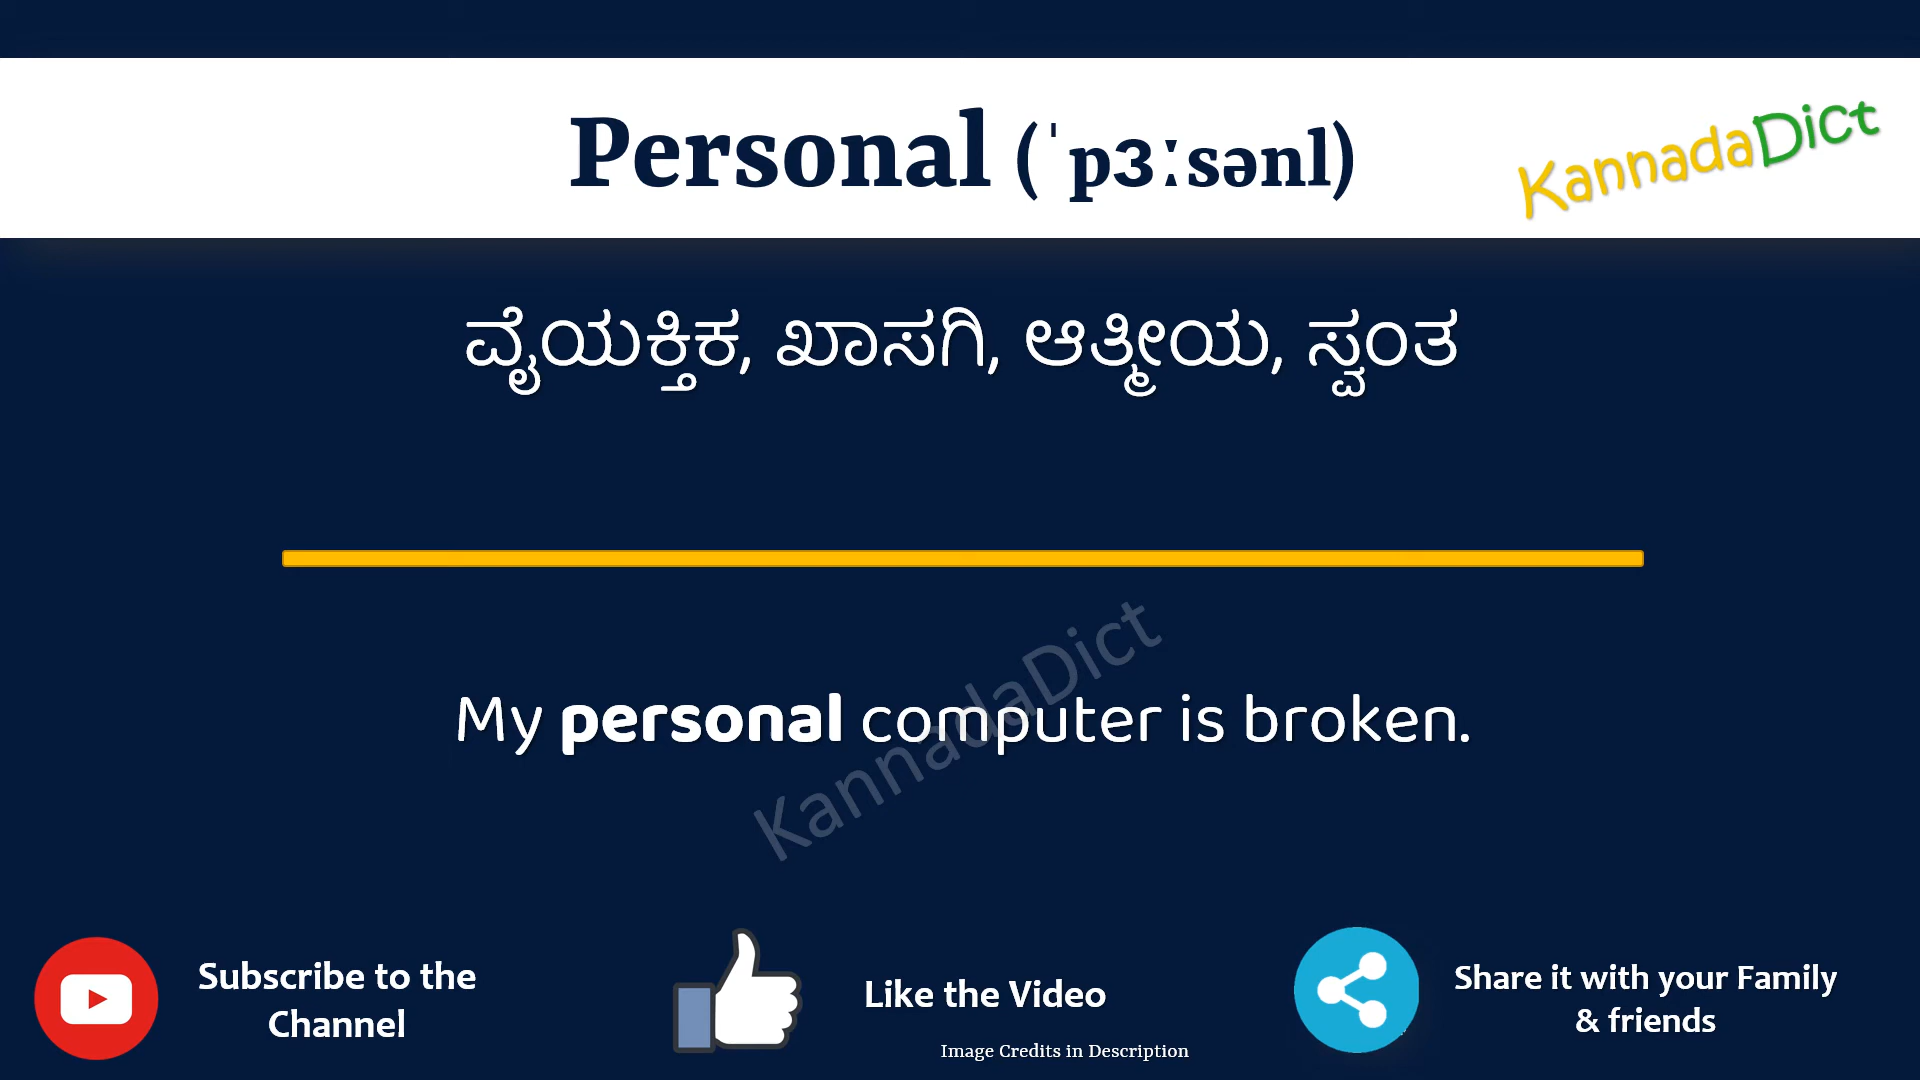 Personal (ˈpɜːsənl)
KannadaDict
ವೈಯಕ್ತಿಕ, ಖಾಸಗಿ, ಆತ್ಮೀಯ, ಸ್ವಂತ
My personal computer is broken.
KannadaDict
Subscribe to the
Channel
Like the Video
Share it with your Family
& friends
Image Credits in Description